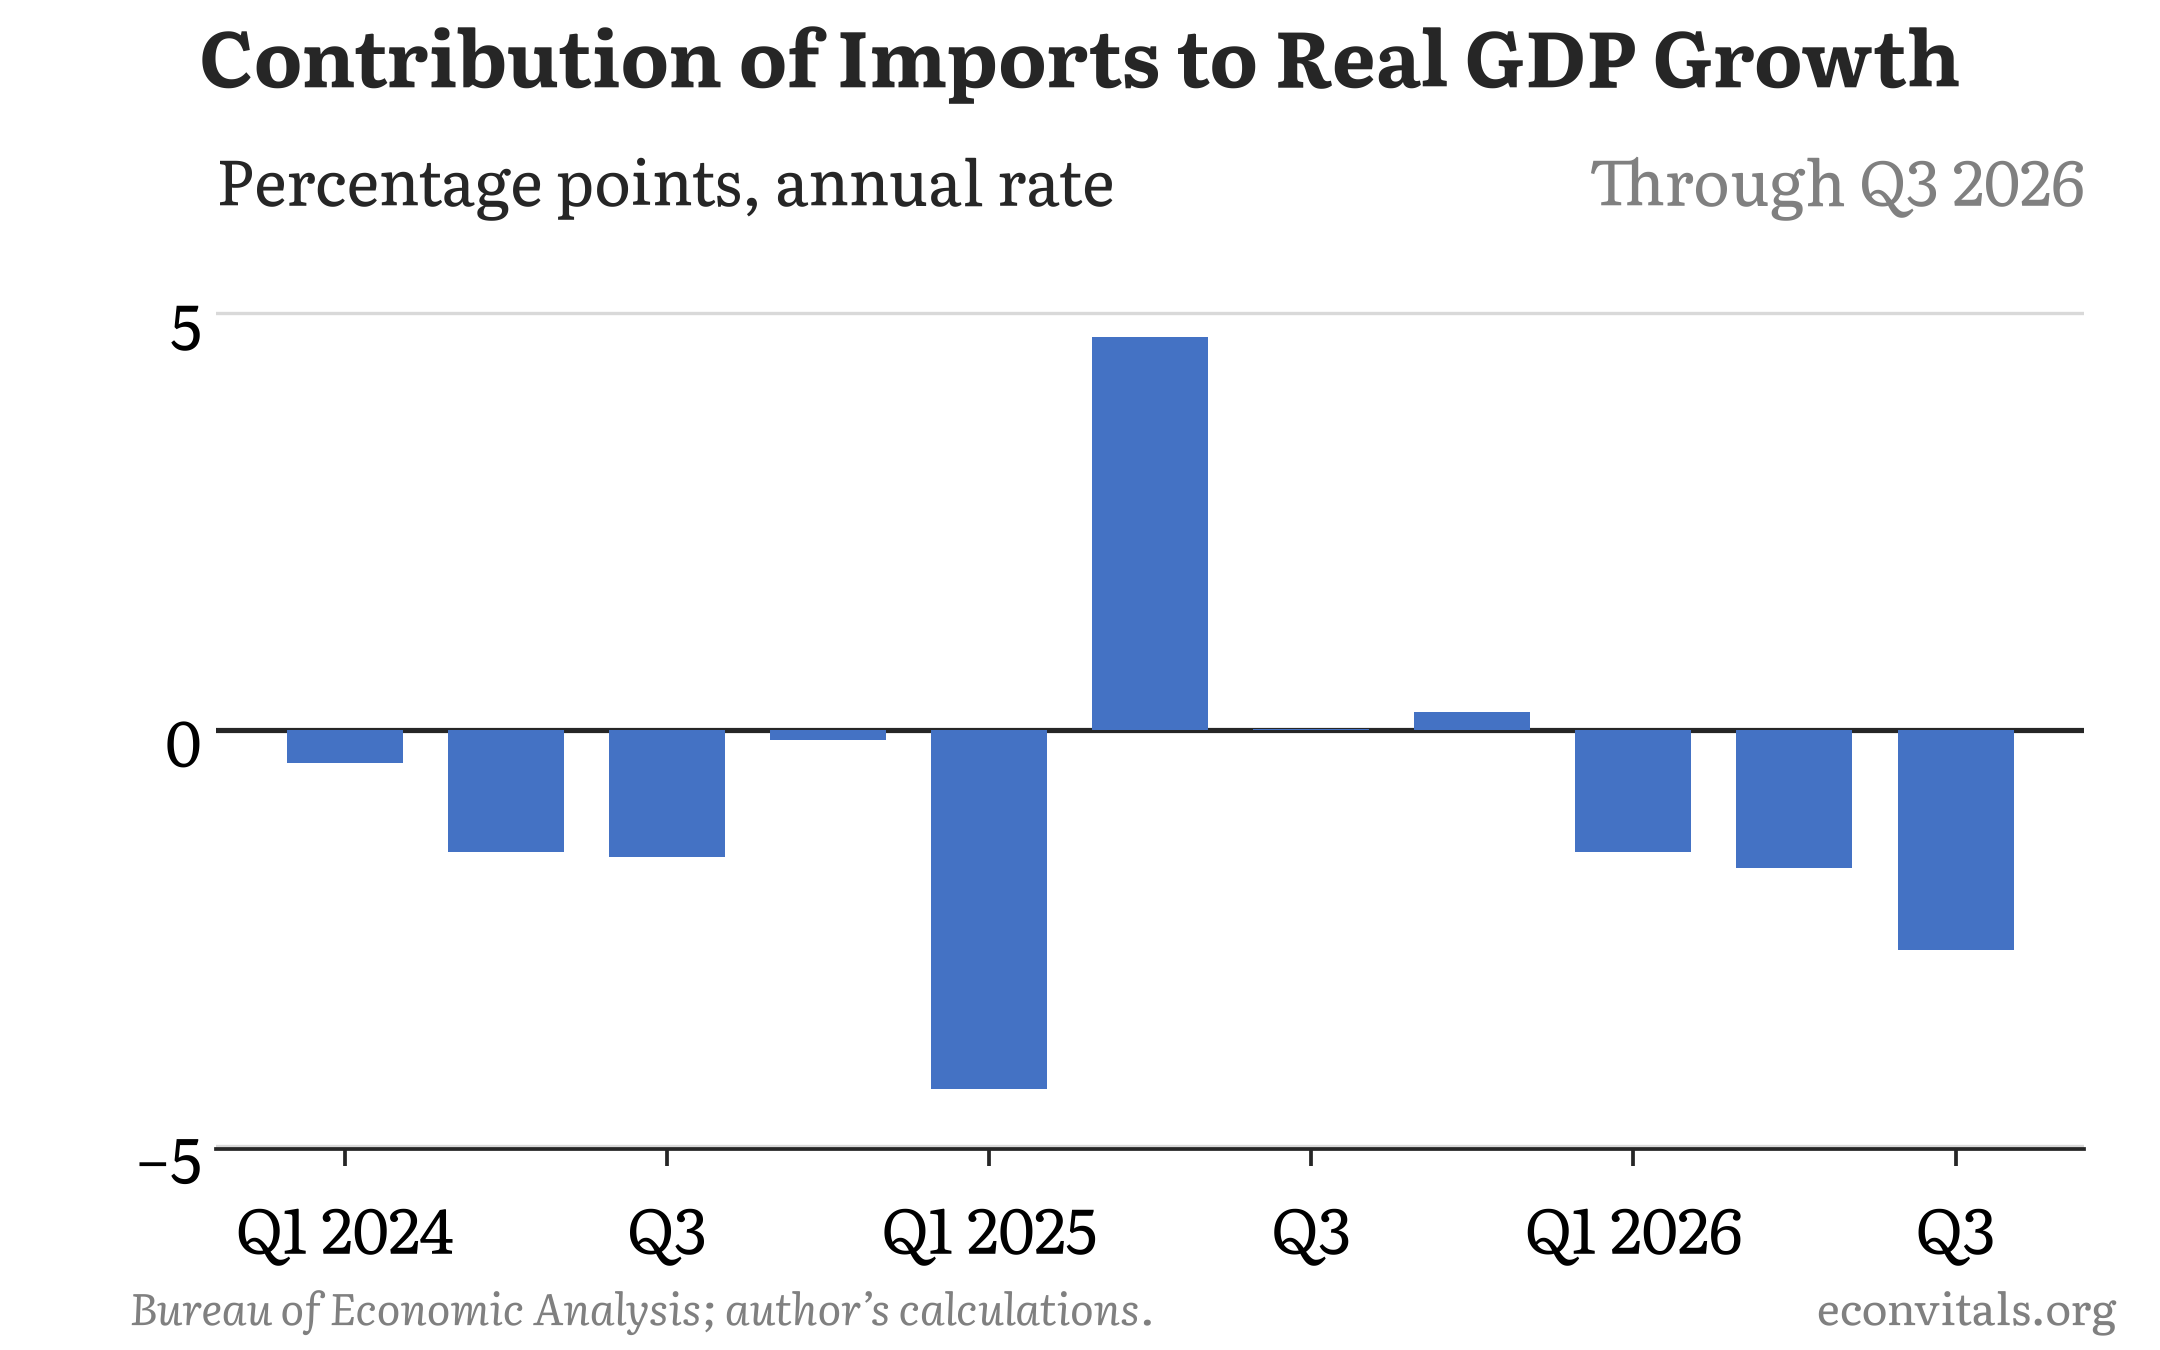 Contribution of Imports to Real GDP Growth
Percentage points, annual rate
Through Q3 2026
5
0
−5
Q1 2024 Q3 Q1 2025 Q3 Q1 2026 Q3
Bureau of Economic Analysis; author’s calculations.
econvitals.org